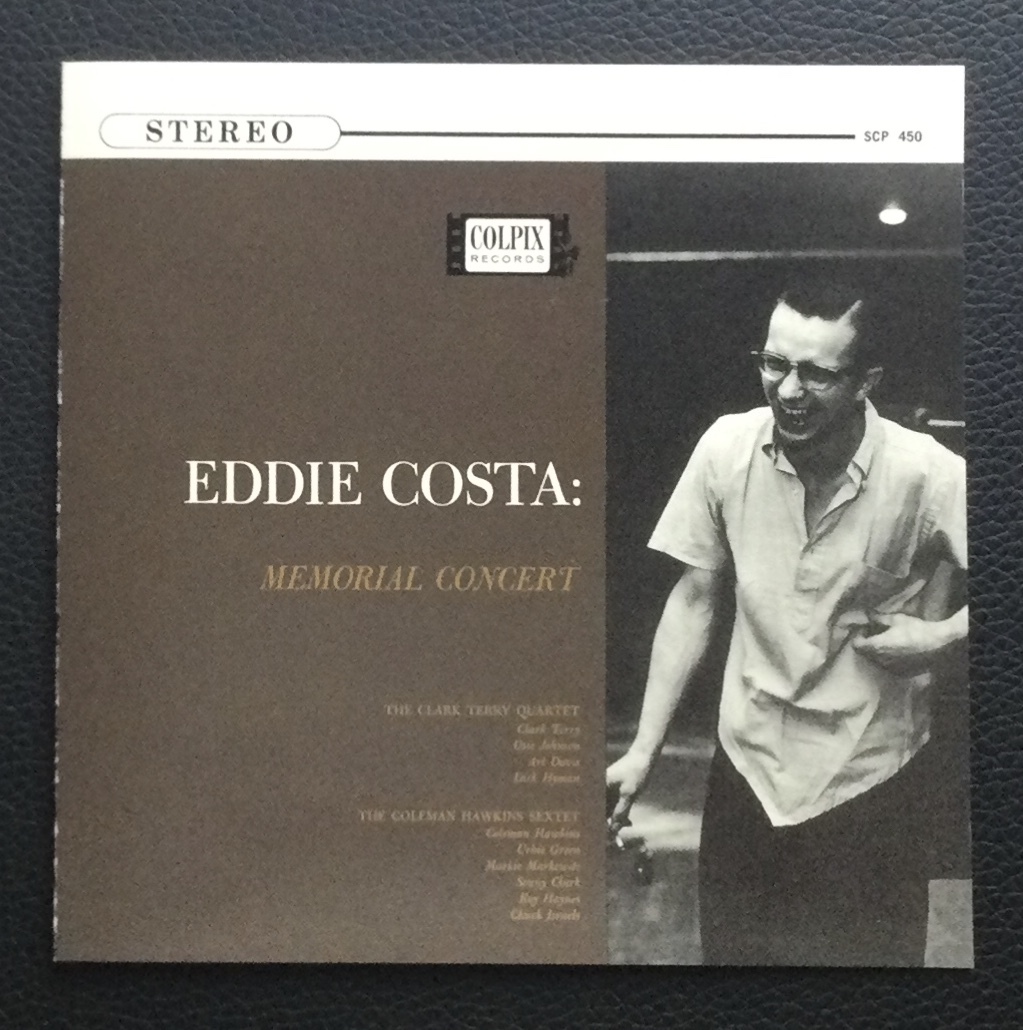 STEREO
SCP 450
COLPIX
RECORDS
EDDIE COSTA:
MEMORIAL CONCERT
THE CLARK TERRY QUARTET
Clark Terry
Osie Johnson
Art Davis
Dick Hyman
THE COLEMAN HAWKINS SEXTET
Coleman Hawkins
Urbie Green
Markie Markowitz
Sonny Clark
Roy Haynes
Chuck Israels